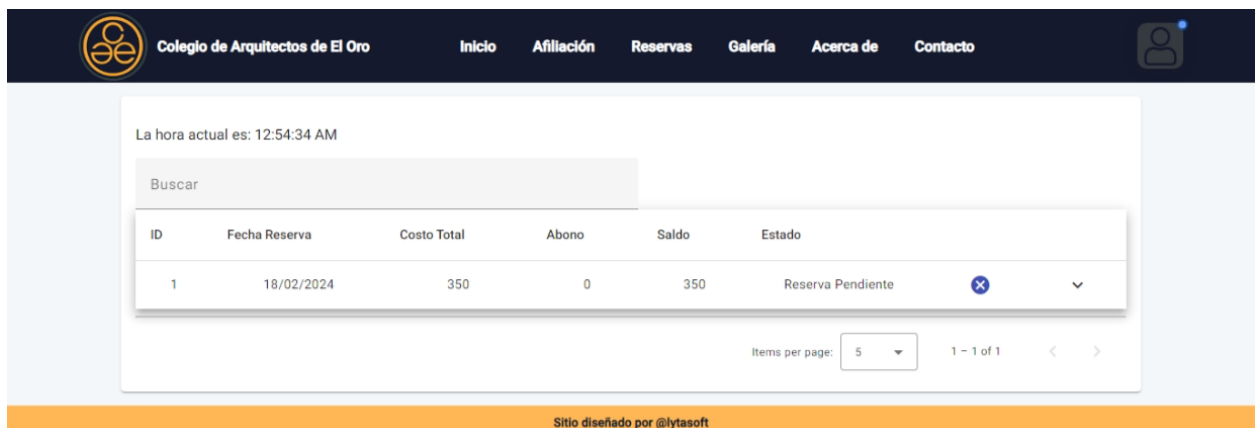 Colegio de Arquitectos de El Oro Inicio Afiliación Reservas Galería Acerca de Contacto
La hora actual es: 12:54:34 AM
Buscar
ID Fecha Reserva Costo Total Abono Saldo Estado
1 18/02/2024 350 0 350 Reserva Pendiente
Items per page: 5 1 – 1 of 1
Sitio diseñado por @lytasoft